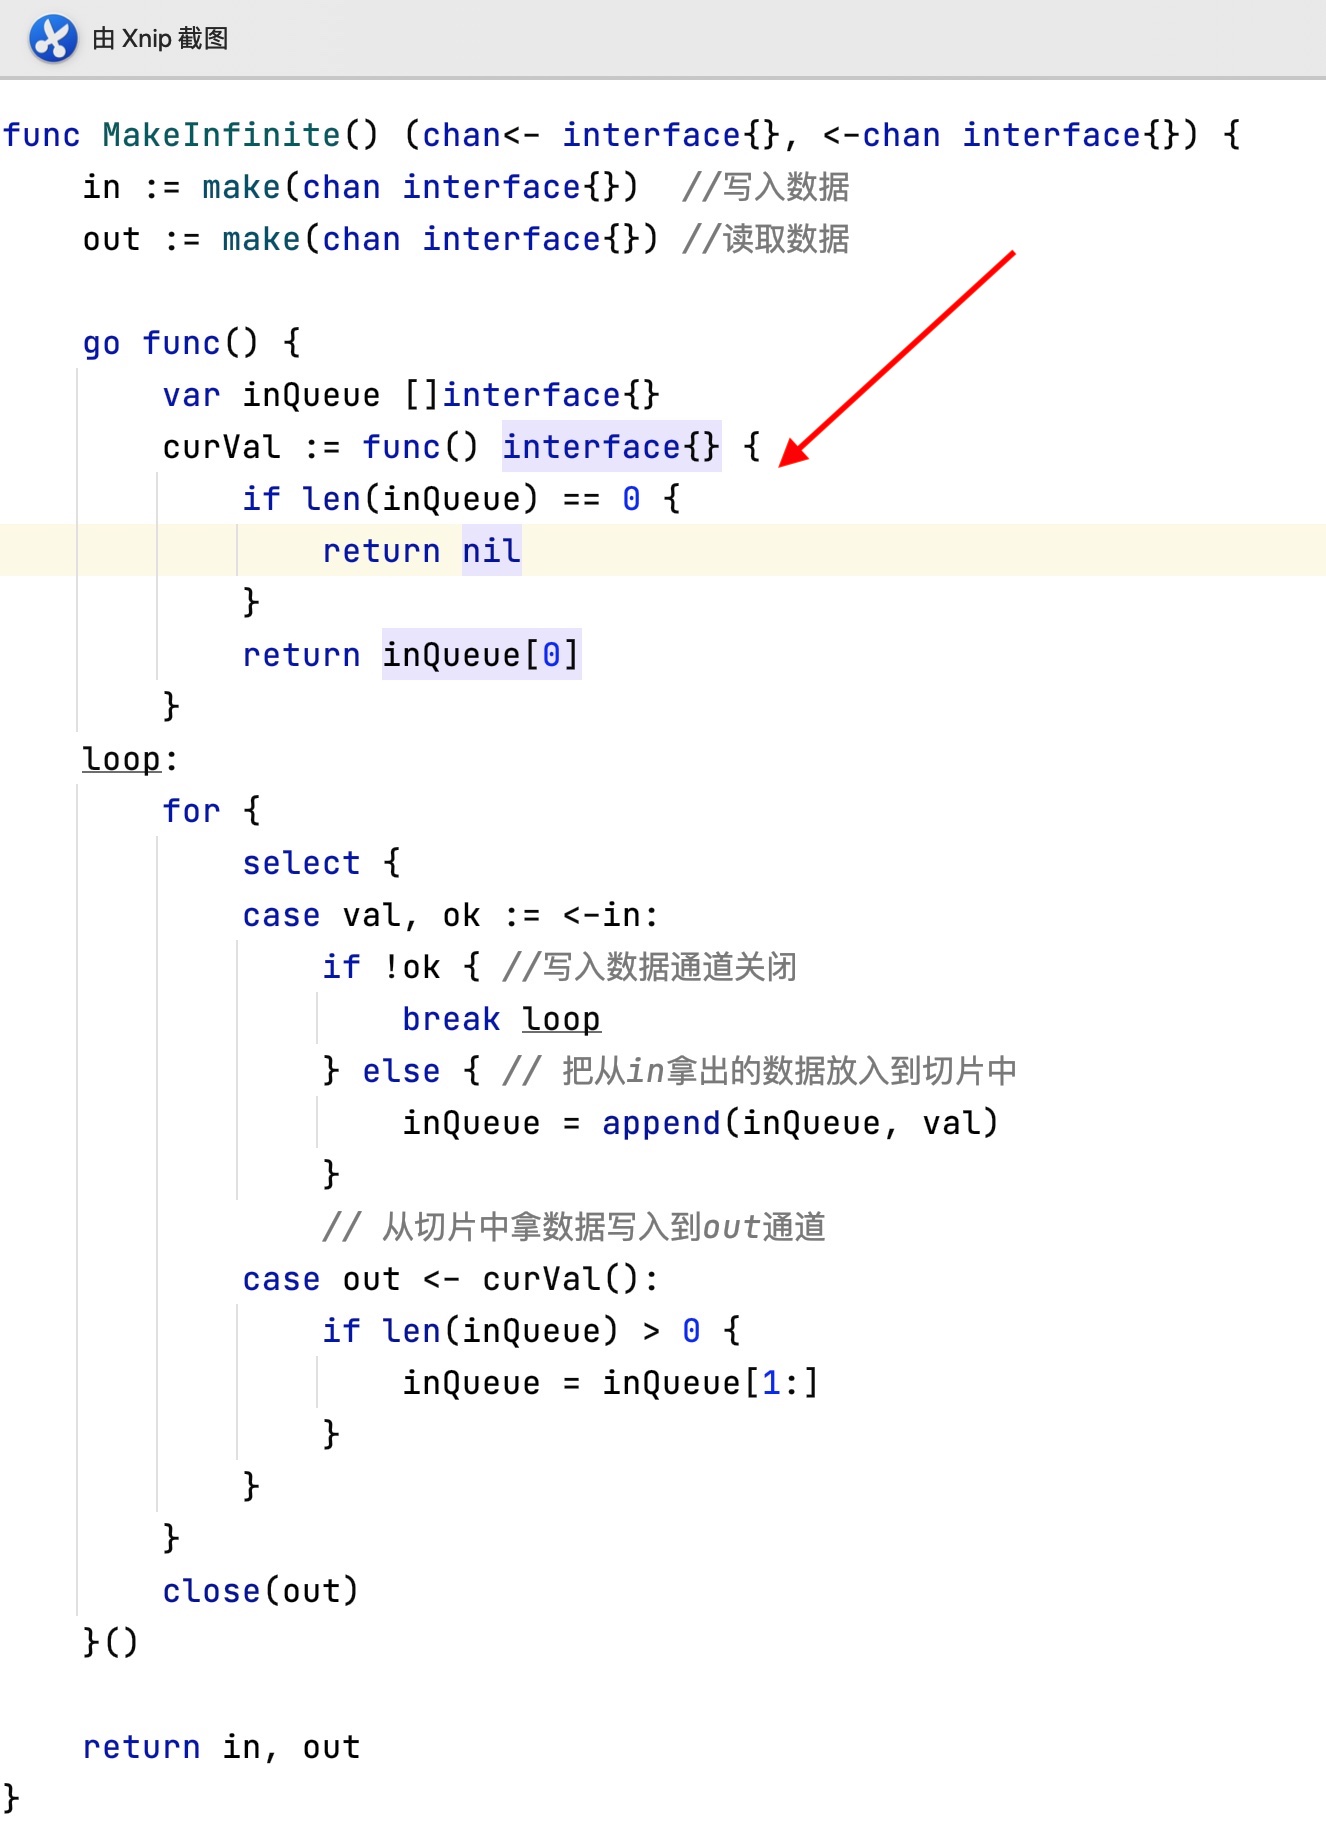 由 Xnip 截图
func MakeInfinite() (chan<- interface{}, <-chan interface{}) {
    in := make(chan interface{})  //写入数据
    out := make(chan interface{}) //读取数据

    go func() {
        var inQueue []interface{}
        curVal := func() interface{} {
            if len(inQueue) == 0 {
                return nil
            }
            return inQueue[0]
        }
    loop:
        for {
            select {
            case val, ok := <-in:
                if !ok { //写入数据通道关闭
                    break loop
                } else { // 把从in拿出的数据放入到切片中
                    inQueue = append(inQueue, val)
                }
                // 从切片中拿数据写入到out通道
            case out <- curVal():
                if len(inQueue) > 0 {
                    inQueue = inQueue[1:]
                }
            }
        }
        close(out)
    }()

    return in, out
}